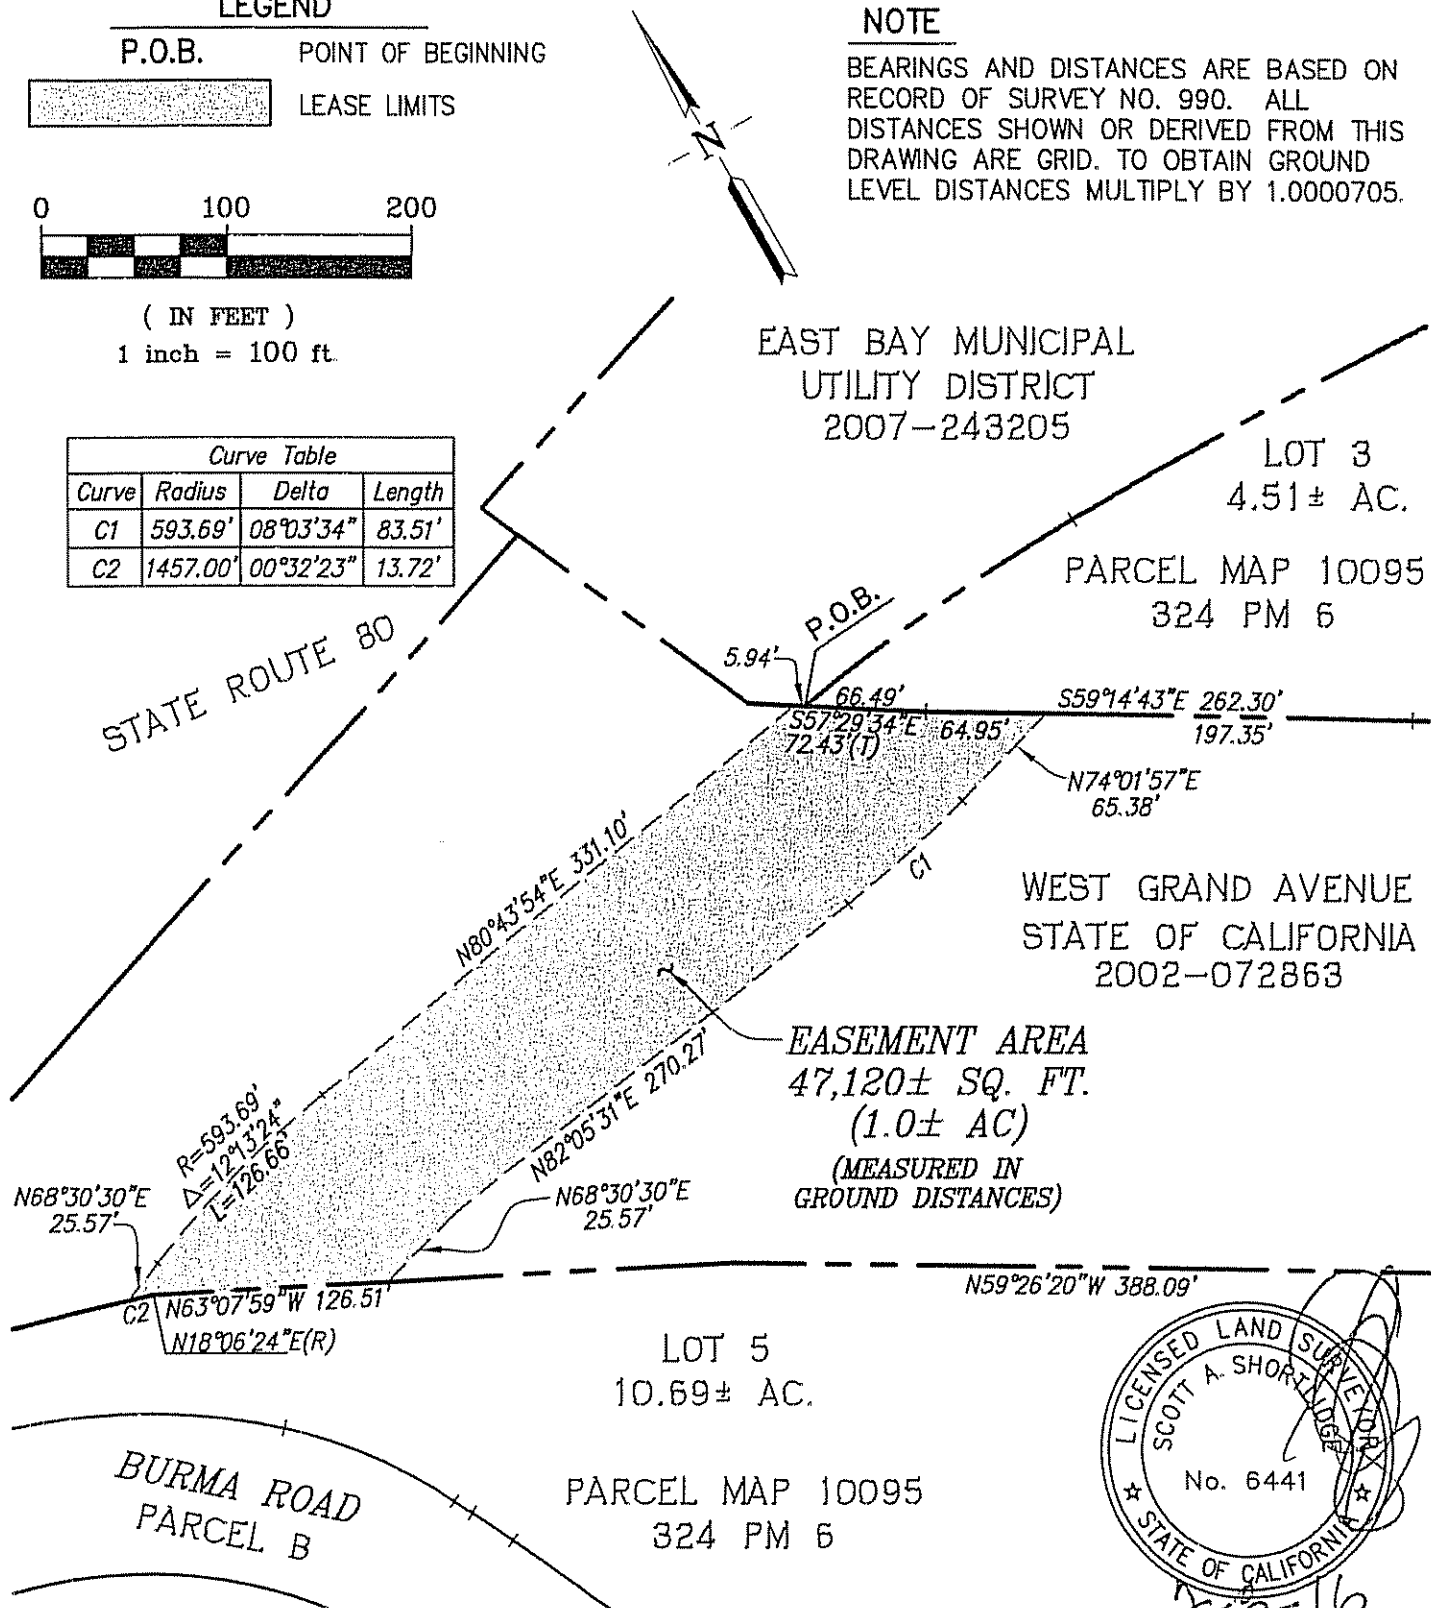 LEGEND
P.O.B. POINT OF BEGINNING
LEASE LIMITS
0 100 200
( IN FEET )
1 inch = 100 ft.
N
NOTE
BEARINGS AND DISTANCES ARE BASED ON
RECORD OF SURVEY NO. 990. ALL
DISTANCES SHOWN OR DERIVED FROM THIS
DRAWING ARE GRID. TO OBTAIN GROUND
LEVEL DISTANCES MULTIPLY BY 1.0000705.
Curve Table
Curve Radius Delta Length
C1 593.69' 08°03'34" 83.51'
C2 1457.00' 00°32'23" 13.72'
EAST BAY MUNICIPAL
UTILITY DISTRICT
2007-243205
LOT 3
4.51± AC.
PARCEL MAP 10095
324 PM 6
STATE ROUTE 80
P.O.B.
5.94'
66.49'
S57°29'34"E
72.43'(T)
64.95'
S59°14'43"E 262.30'
197.35'
N74°01'57"E
65.38'
C1
N80°43'54"E 331.10'
WEST GRAND AVENUE
STATE OF CALIFORNIA
2002-072863
EASEMENT AREA
47,120± SQ. FT.
(1.0± AC)
(MEASURED IN
GROUND DISTANCES)
N82°05'31"E 270.27'
R=593.69'
Δ=12°13'24"
L=126.66'
N68°30'30"E
25.57'
N68°30'30"E
25.57'
C2 N63°07'59"W 126.51'
N18°06'24"E(R)
N59°26'20"W 388.09'
LOT 5
10.69± AC.
PARCEL MAP 10095
324 PM 6
BURMA ROAD
PARCEL B
LICENSED LAND SURVEYOR
SCOTT A. SHORTLIDGE
No. 6441
STATE OF CALIFORNIA